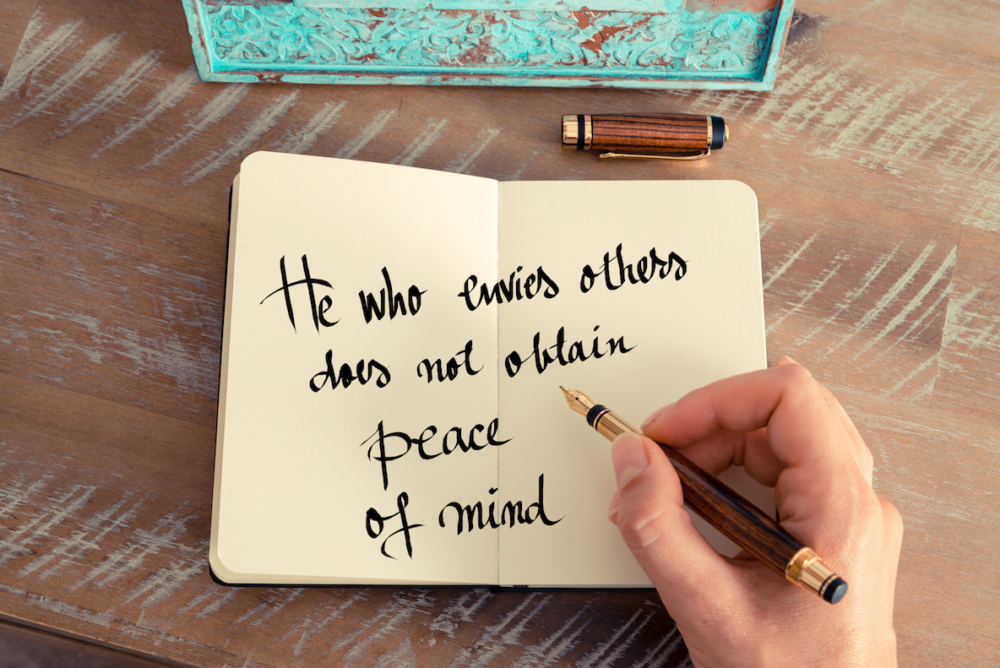 He who envies others
does not obtain
peace
of mind